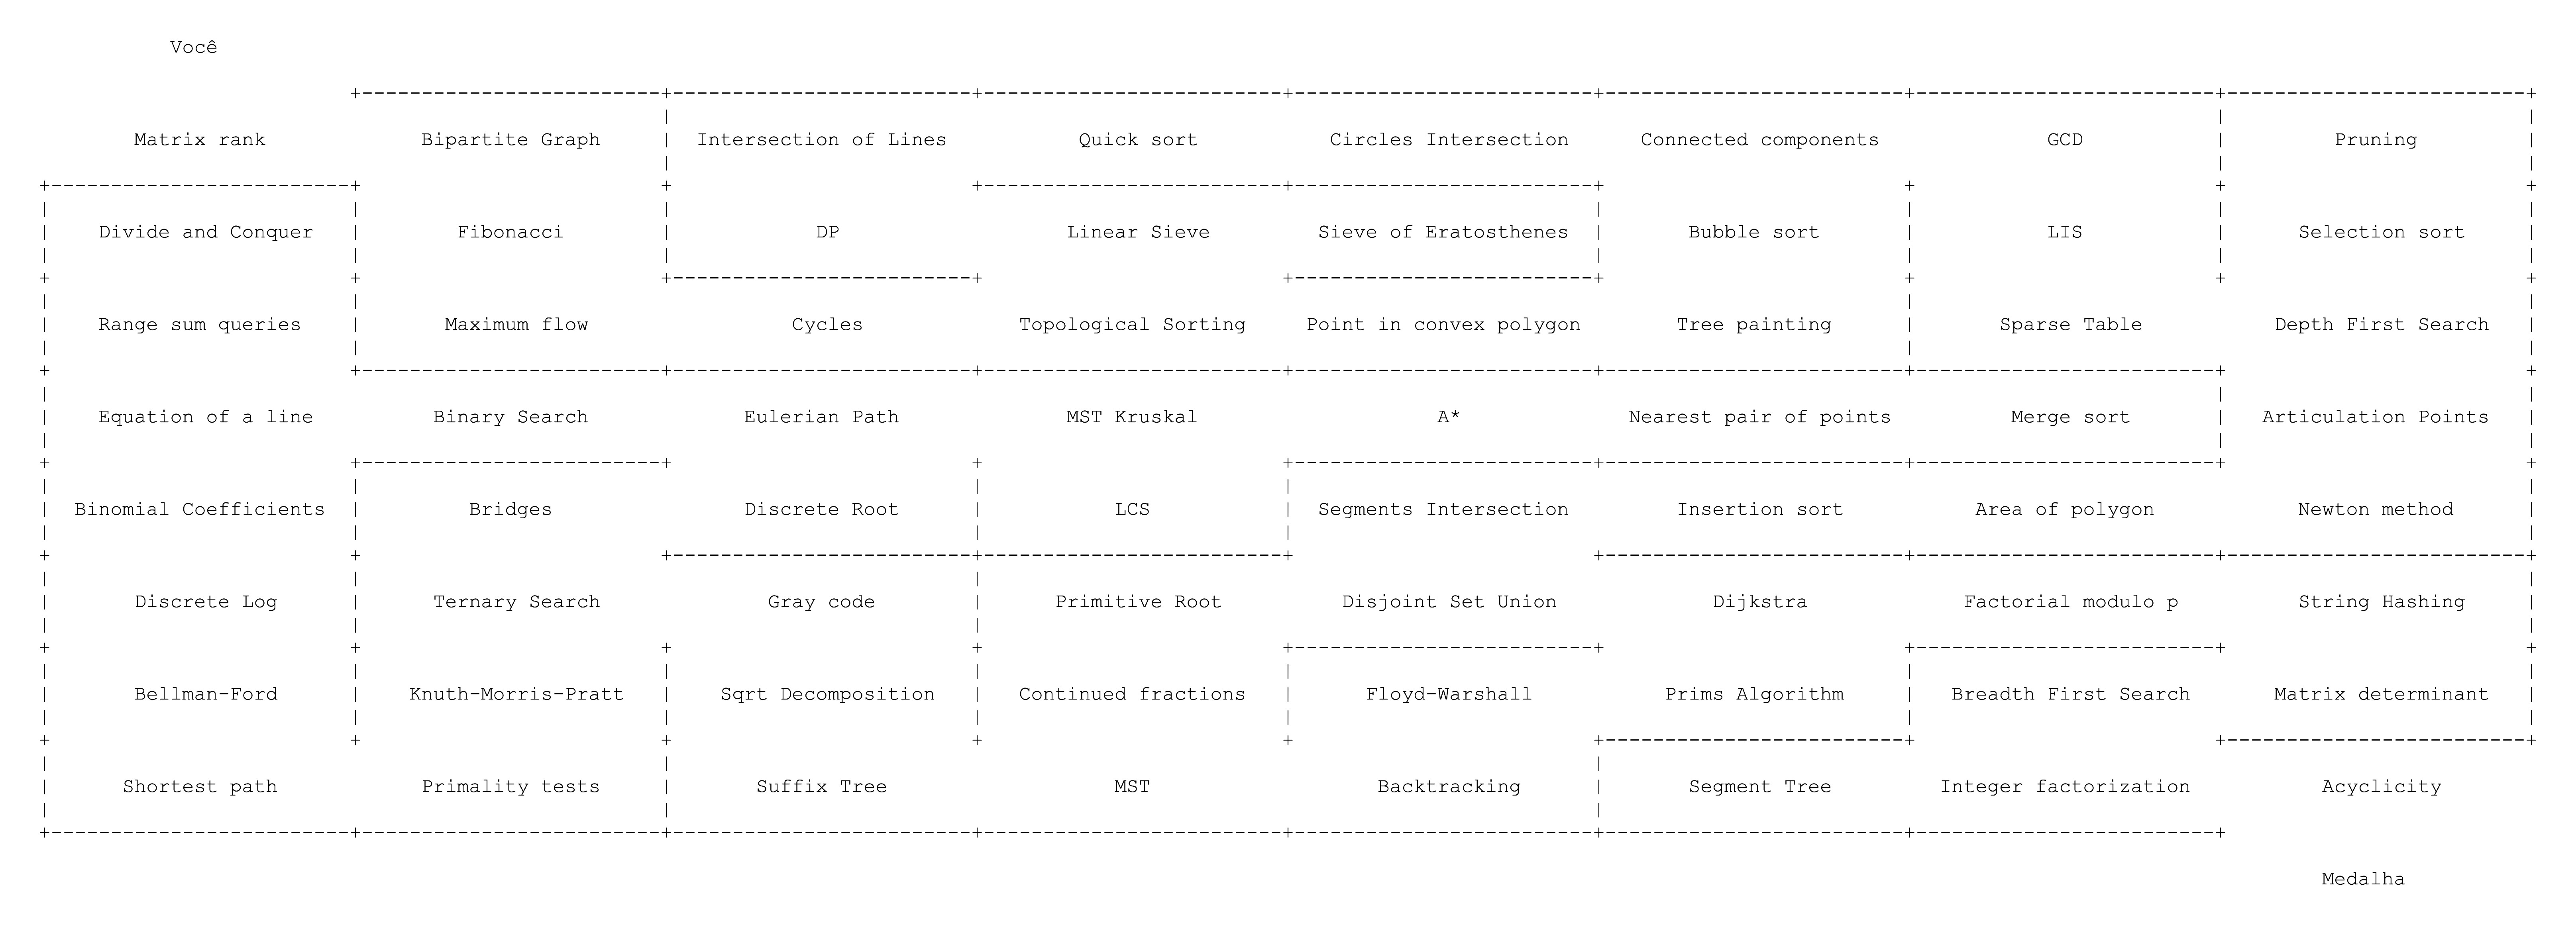 Você
Matrix rank Bipartite Graph Intersection of Lines Quick sort Circles Intersection Connected components GCD Pruning
Divide and Conquer Fibonacci DP Linear Sieve Sieve of Eratosthenes Bubble sort LIS Selection sort
Range sum queries Maximum flow Cycles Topological Sorting Point in convex polygon Tree painting Sparse Table Depth First Search
Equation of a line Binary Search Eulerian Path MST Kruskal A* Nearest pair of points Merge sort Articulation Points
Binomial Coefficients Bridges Discrete Root LCS Segments Intersection Insertion sort Area of polygon Newton method
Discrete Log Ternary Search Gray code Primitive Root Disjoint Set Union Dijkstra Factorial modulo p String Hashing
Bellman-Ford Knuth-Morris-Pratt Sqrt Decomposition Continued fractions Floyd-Warshall Prims Algorithm Breadth First Search Matrix determinant
Shortest path Primality tests Suffix Tree MST Backtracking Segment Tree Integer factorization Acyclicity
Medalha